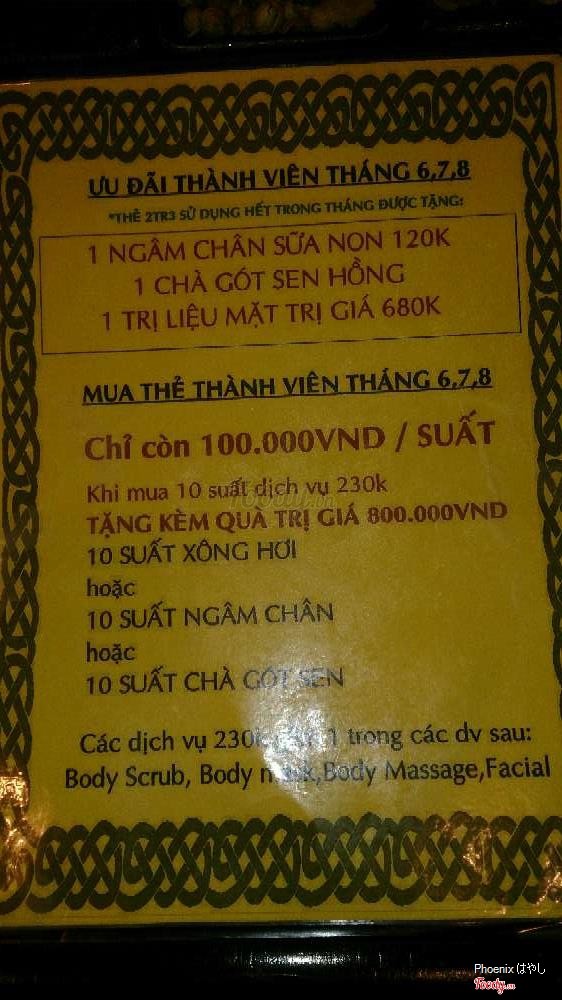 ƯU ĐÃI THÀNH VIÊN THÁNG 6,7,8
*THẺ 2TR3 SỬ DỤNG HẾT TRONG THÁNG ĐƯỢC TẶNG:
1 NGÂM CHÂN SỮA NON 120K
1 CHÀ GÓT SEN HỒNG
1 TRỊ LIỆU MẶT TRỊ GIÁ 680K
MUA THẺ THÀNH VIÊN THÁNG 6,7,8
Chỉ còn 100.000VND / SUẤT
Khi mua 10 suất dịch vụ 230k
TẶNG KÈM QUÀ TRỊ GIÁ 800.000VND
10 SUẤT XÔNG HƠI
hoặc
10 SUẤT NGÂM CHÂN
hoặc
10 SUẤT CHÀ GÓT SEN
Các dịch vụ 230k 1 trong các dv sau:
Body Scrub, Body mask,Body Massage,Facial
Phoenix はやし
Foody.vn